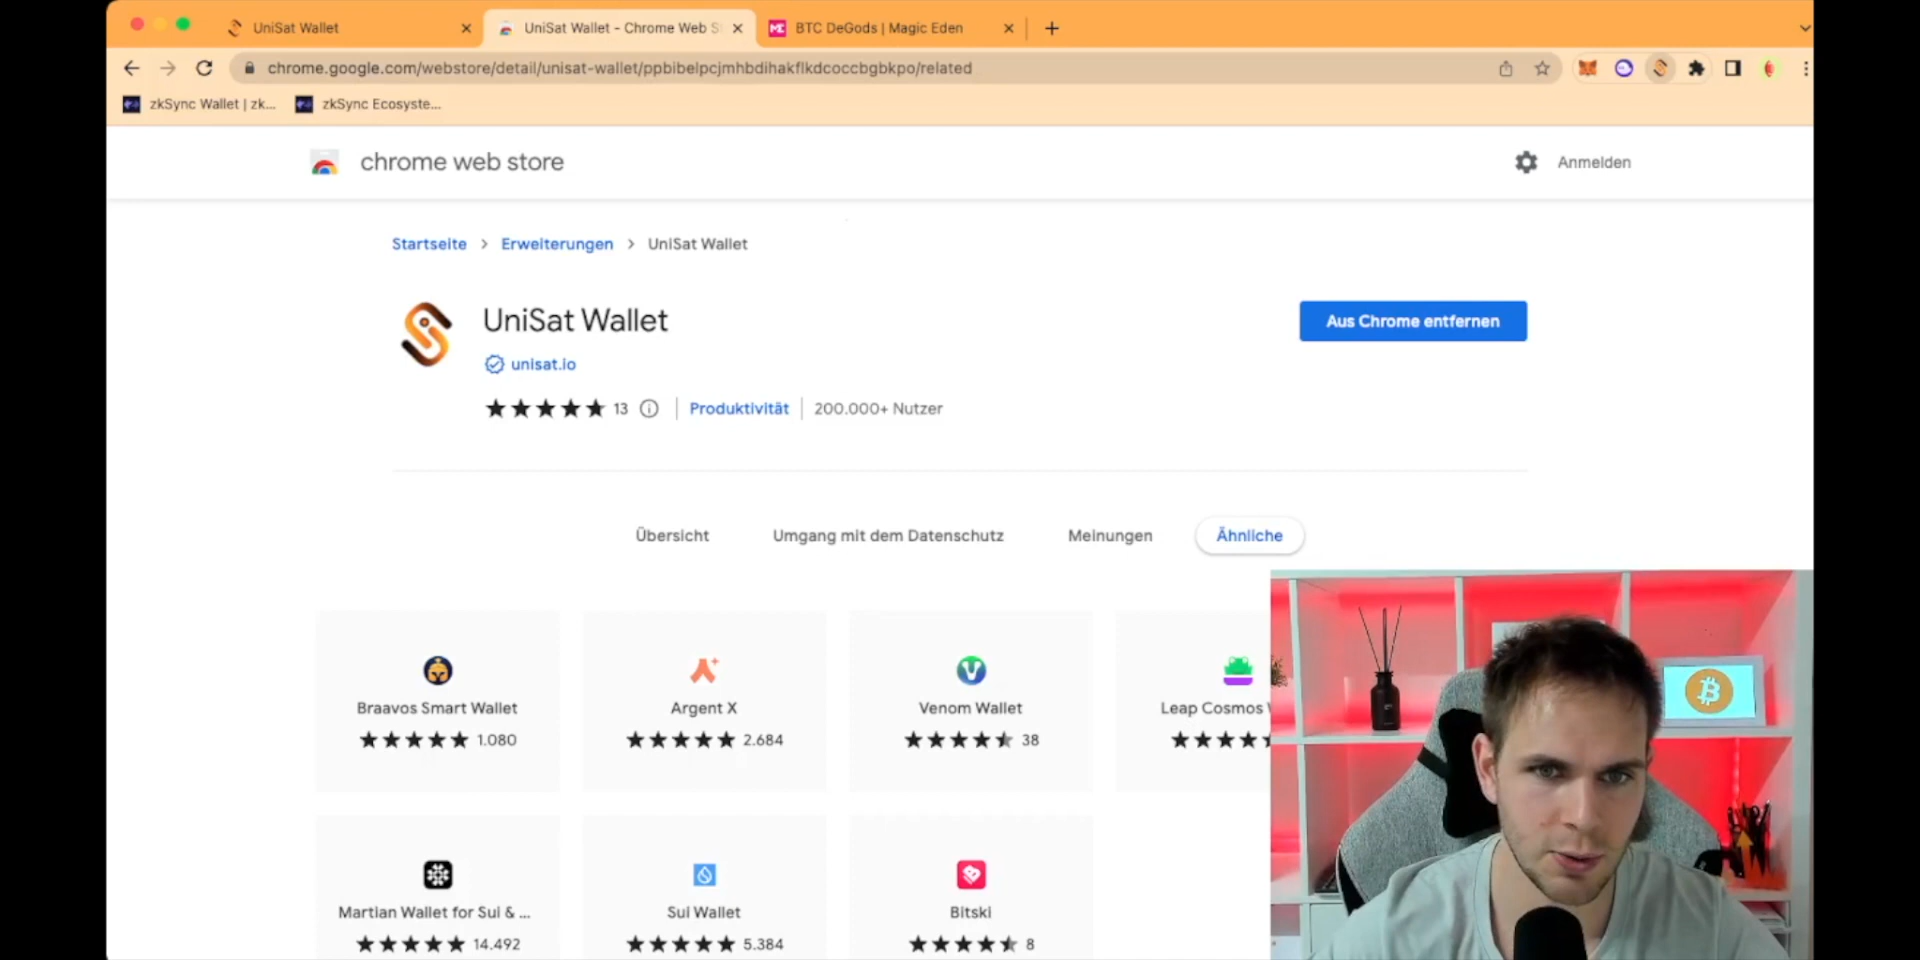 UniSat Wallet
UniSat Wallet - Chrome Web S
BTC DeGods | Magic Eden
chrome.google.com/webstore/detail/unisat-wallet/ppbibelpcjmhbdihakflkdcoccbgbkpo/related
zkSync Wallet | zk...
zkSync Ecosyste...
chrome web store
Anmelden
Startseite > Erweiterungen > UniSat Wallet
UniSat Wallet
Aus Chrome entfernen
unisat.io
13 | Produktivität | 200.000+ Nutzer
Übersicht
Umgang mit dem Datenschutz
Meinungen
Ähnliche
Braavos Smart Wallet
1.080
Argent X
2.684
Venom Wallet
38
Leap Cosmos
Martian Wallet for Sui & ...
14.492
Sui Wallet
5.384
Bitski
8